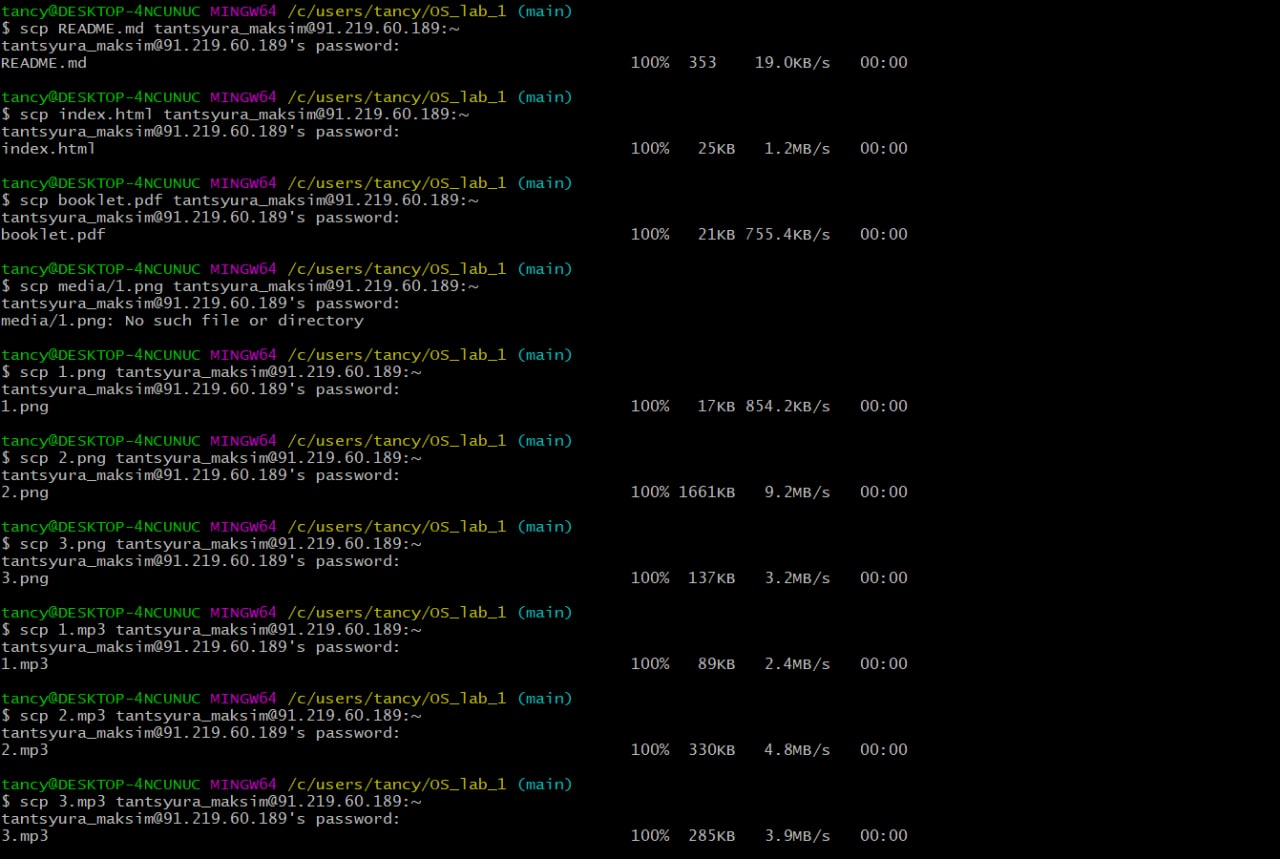 tancy@DESKTOP-4NCUNUC MINGW64 /c/users/tancy/OS_lab_1 (main)
$ scp README.md tantsyura_maksim@91.219.60.189:~
tantsyura_maksim@91.219.60.189's password:
README.md 100% 353 19.0KB/s 00:00
tancy@DESKTOP-4NCUNUC MINGW64 /c/users/tancy/OS_lab_1 (main)
$ scp index.html tantsyura_maksim@91.219.60.189:~
tantsyura_maksim@91.219.60.189's password:
index.html 100% 25KB 1.2MB/s 00:00
tancy@DESKTOP-4NCUNUC MINGW64 /c/users/tancy/OS_lab_1 (main)
$ scp booklet.pdf tantsyura_maksim@91.219.60.189:~
tantsyura_maksim@91.219.60.189's password:
booklet.pdf 100% 21KB 755.4KB/s 00:00
tancy@DESKTOP-4NCUNUC MINGW64 /c/users/tancy/OS_lab_1 (main)
$ scp media/1.png tantsyura_maksim@91.219.60.189:~
tantsyura_maksim@91.219.60.189's password:
media/1.png: No such file or directory
tancy@DESKTOP-4NCUNUC MINGW64 /c/users/tancy/OS_lab_1 (main)
$ scp 1.png tantsyura_maksim@91.219.60.189:~
tantsyura_maksim@91.219.60.189's password:
1.png 100% 17KB 854.2KB/s 00:00
tancy@DESKTOP-4NCUNUC MINGW64 /c/users/tancy/OS_lab_1 (main)
$ scp 2.png tantsyura_maksim@91.219.60.189:~
tantsyura_maksim@91.219.60.189's password:
2.png 100% 1661KB 9.2MB/s 00:00
tancy@DESKTOP-4NCUNUC MINGW64 /c/users/tancy/OS_lab_1 (main)
$ scp 3.png tantsyura_maksim@91.219.60.189:~
tantsyura_maksim@91.219.60.189's password:
3.png 100% 137KB 3.2MB/s 00:00
tancy@DESKTOP-4NCUNUC MINGW64 /c/users/tancy/OS_lab_1 (main)
$ scp 1.mp3 tantsyura_maksim@91.219.60.189:~
tantsyura_maksim@91.219.60.189's password:
1.mp3 100% 89KB 2.4MB/s 00:00
tancy@DESKTOP-4NCUNUC MINGW64 /c/users/tancy/OS_lab_1 (main)
$ scp 2.mp3 tantsyura_maksim@91.219.60.189:~
tantsyura_maksim@91.219.60.189's password:
2.mp3 100% 330KB 4.8MB/s 00:00
tancy@DESKTOP-4NCUNUC MINGW64 /c/users/tancy/OS_lab_1 (main)
$ scp 3.mp3 tantsyura_maksim@91.219.60.189:~
tantsyura_maksim@91.219.60.189's password:
3.mp3 100% 285KB 3.9MB/s 00:00